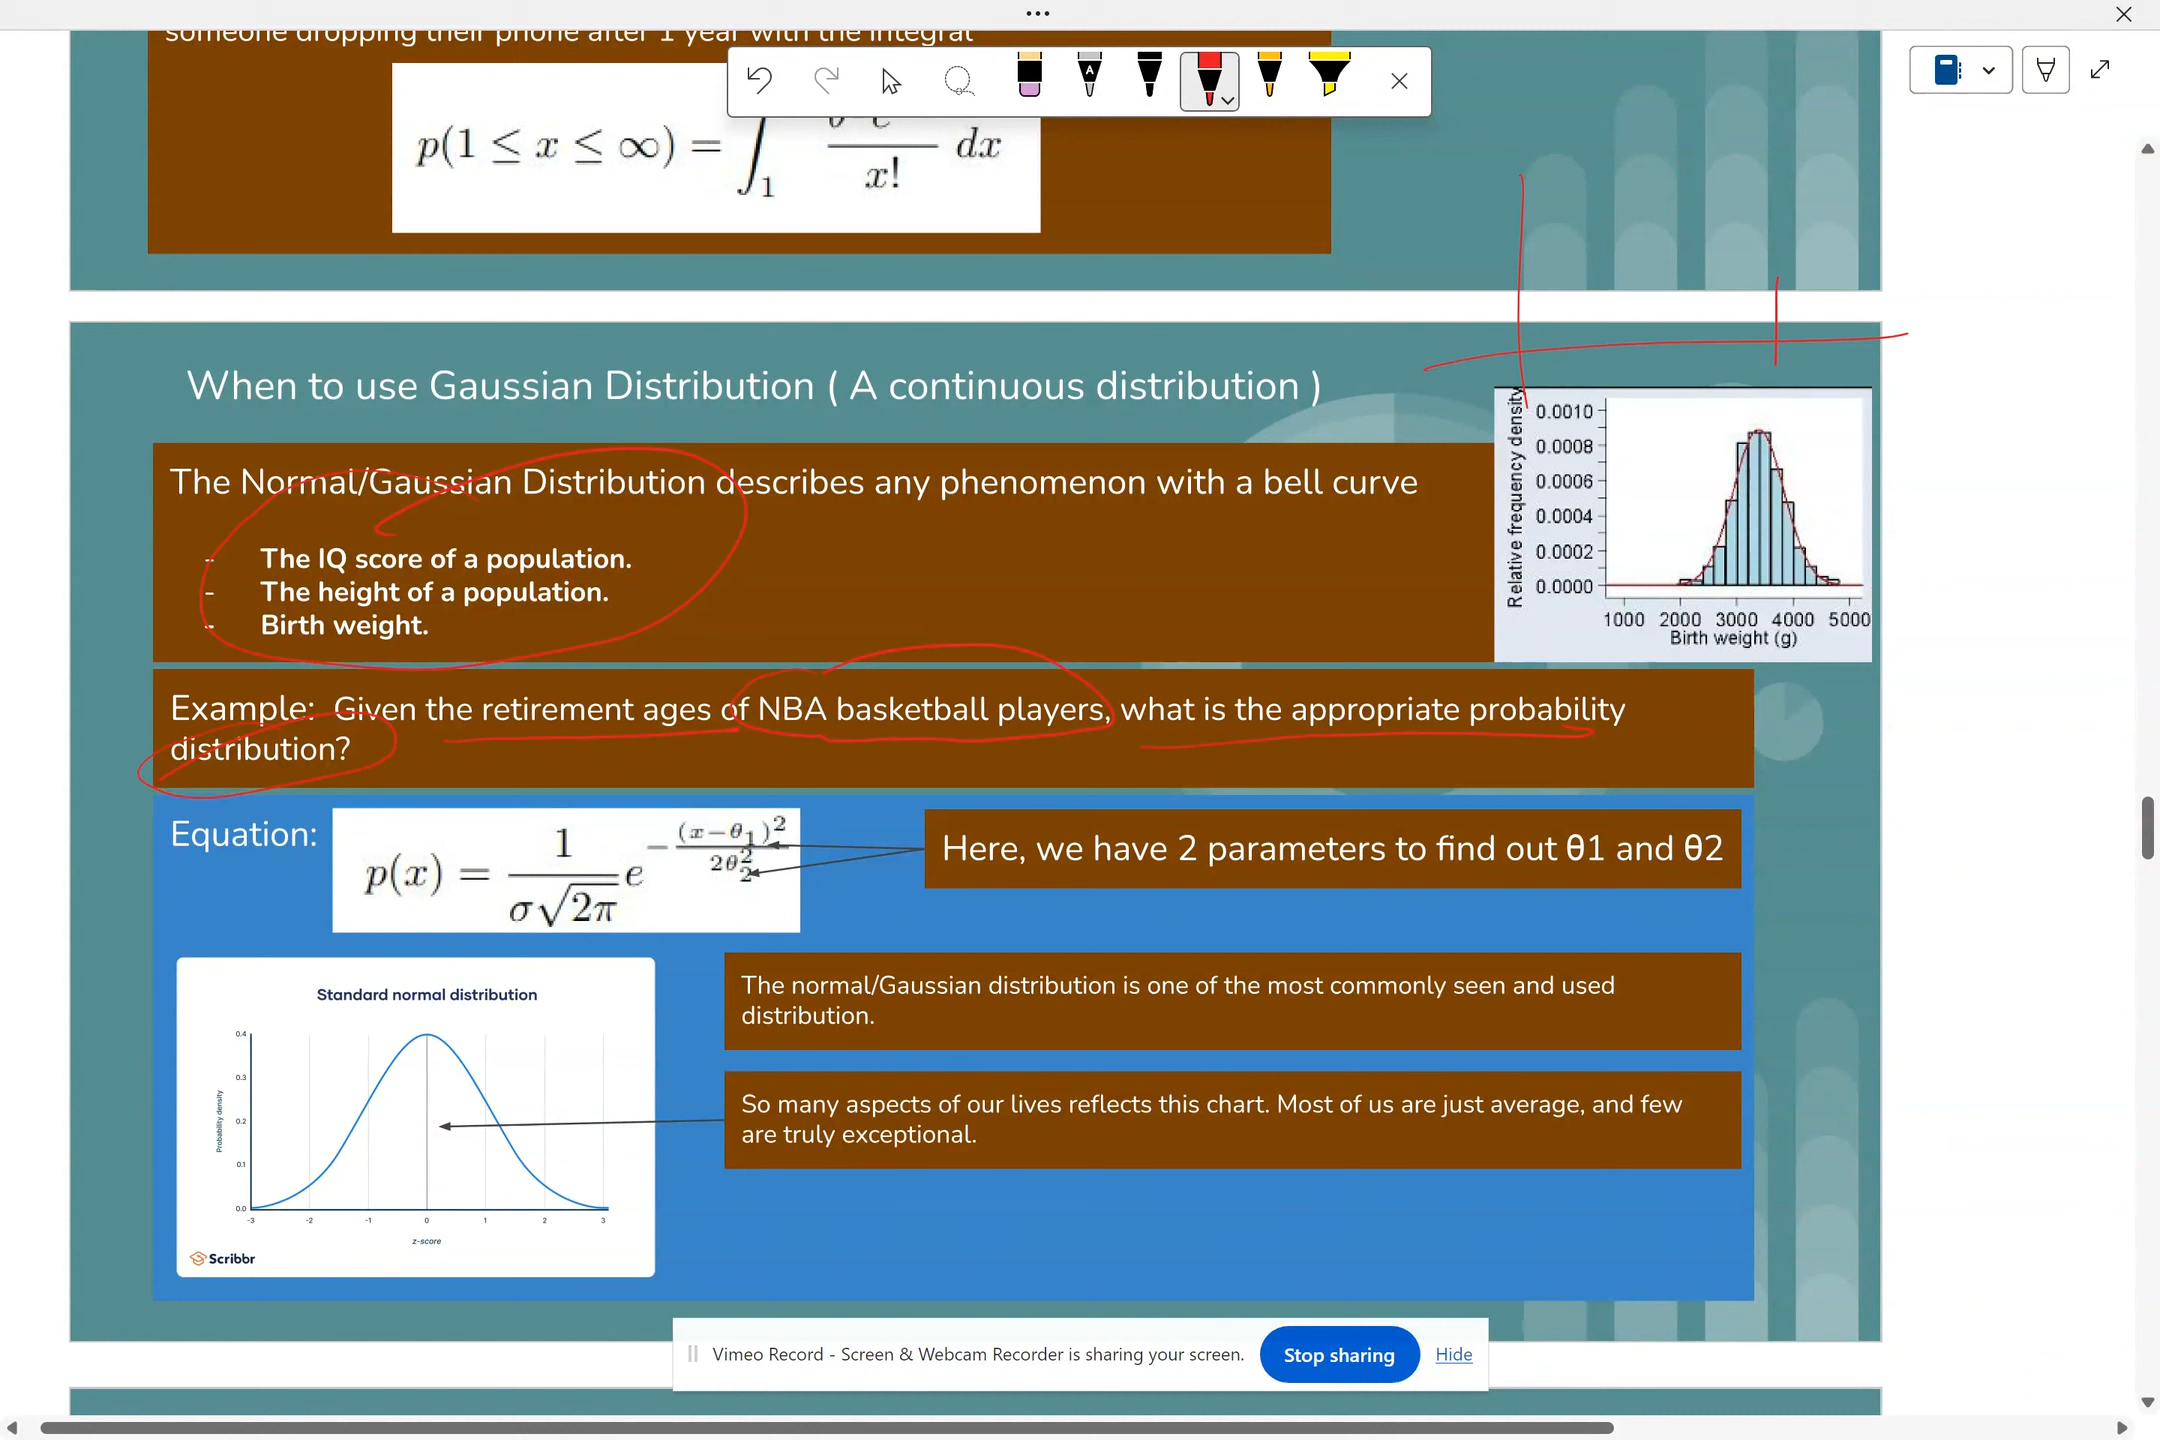 someone dropping their phone after 1 year with the integral
A
p(1 ≤ x ≤ ∞) = ∫1 / x! dx
When to use Gaussian Distribution ( A continuous distribution )
The Normal/Gaussian Distribution describes any phenomenon with a bell curve
- The IQ score of a population.
- The height of a population.
- Birth weight.
Relative frequency density
0.0010
0.0008
0.0006
0.0004
0.0002
0.0000
1000 2000 3000 4000 5000
Birth weight (g)
Example: Given the retirement ages of NBA basketball players, what is the appropriate probability
distribution?
Equation:
p(x) = 1/(σ√2π) e^(-(x-θ1)^2/(2θ2^2))
Here, we have 2 parameters to find out θ1 and θ2
Standard normal distribution
Probability density
0.4
0.3
0.2
0.1
0.0
-3 -2 -1 0 1 2 3
z-score
Scribbr
The normal/Gaussian distribution is one of the most commonly seen and used
distribution.
So many aspects of our lives reflects this chart. Most of us are just average, and few
are truly exceptional.
Vimeo Record - Screen & Webcam Recorder is sharing your screen.
Stop sharing
Hide